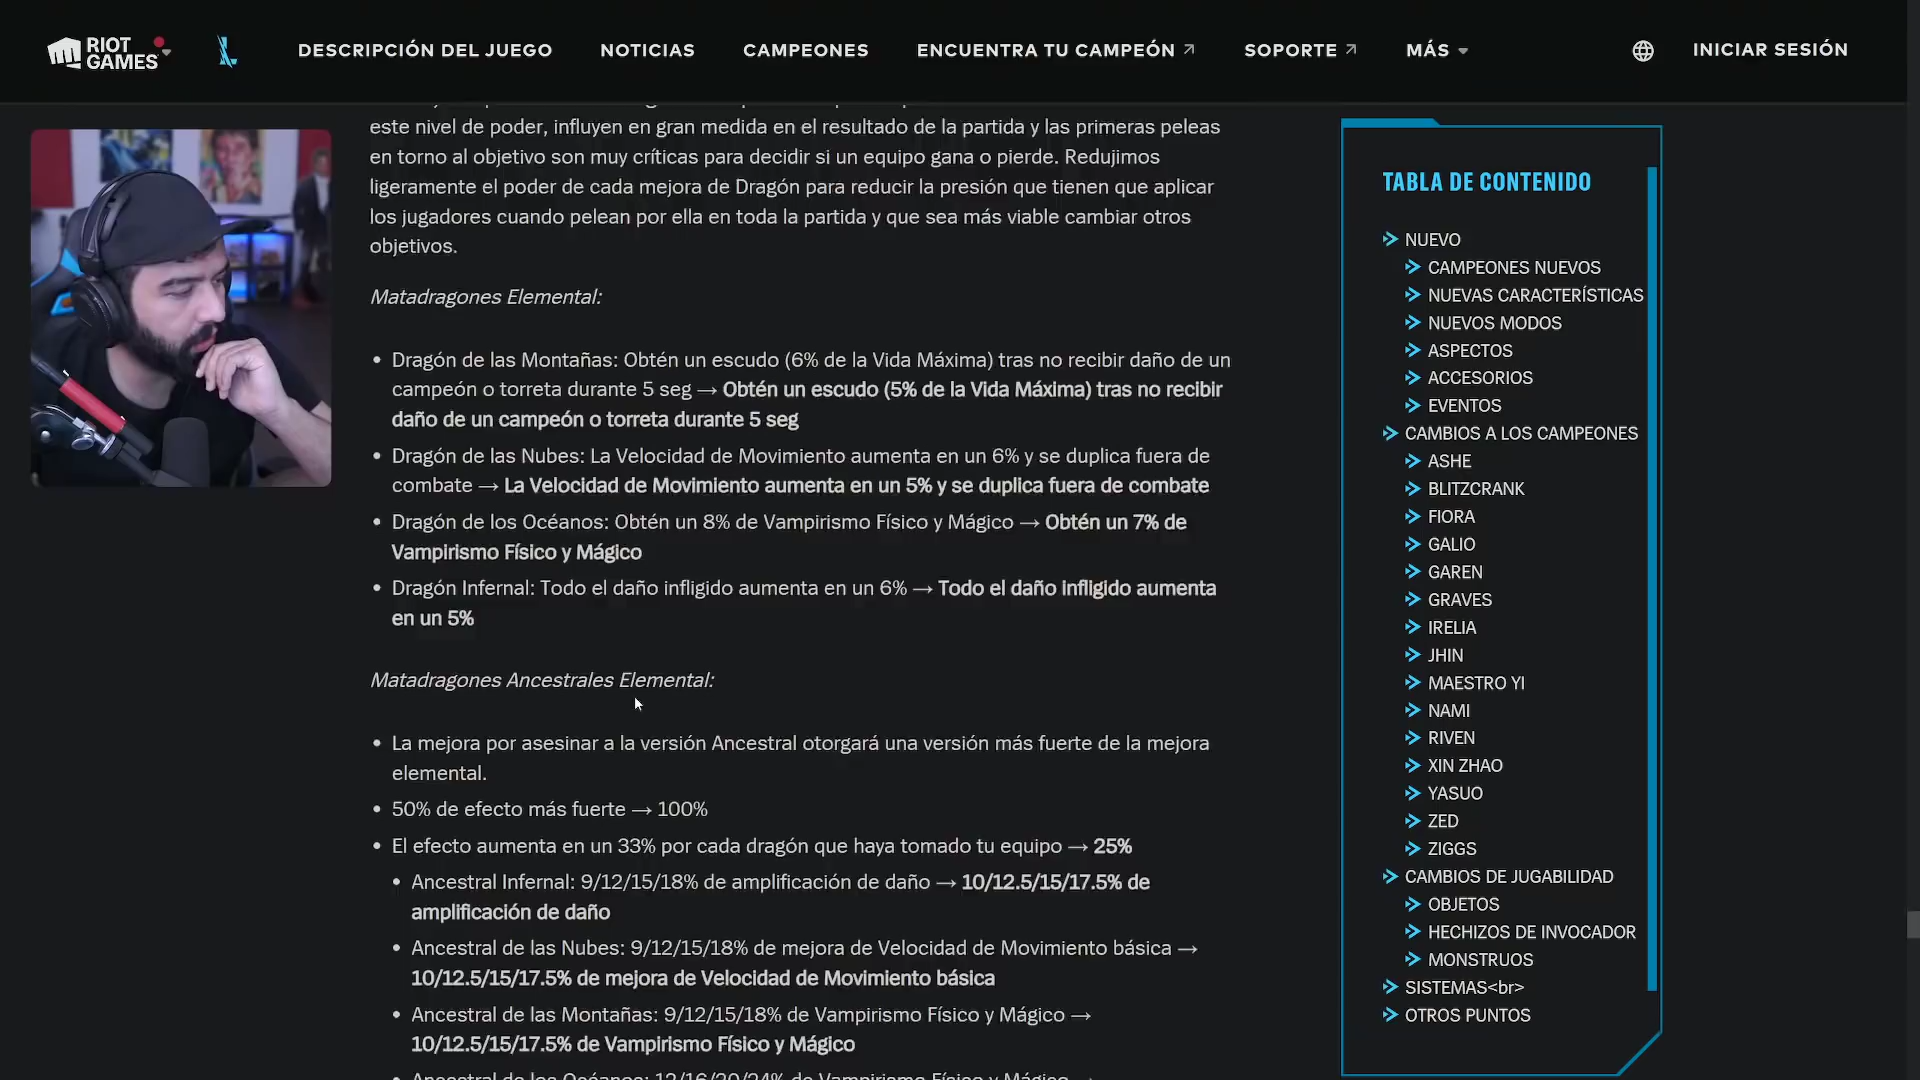 RIOT GAMES
DESCRIPCIÓN DEL JUEGO
NOTICIAS
CAMPEONES
ENCUENTRA TU CAMPEÓN
SOPORTE
MÁS
INICIAR SESIÓN
este nivel de poder, influyen en gran medida en el resultado de la partida y las primeras peleas
en torno al objetivo son muy críticas para decidir si un equipo gana o pierde. Redujimos
ligeramente el poder de cada mejora de Dragón para reducir la presión que tienen que aplicar
los jugadores cuando pelean por ella en toda la partida y que sea más viable cambiar otros
objetivos.
Matadragones Elemental:
• Dragón de las Montañas: Obtén un escudo (6% de la Vida Máxima) tras no recibir daño de un
campeón o torreta durante 5 seg → Obtén un escudo (5% de la Vida Máxima) tras no recibir
daño de un campeón o torreta durante 5 seg
• Dragón de las Nubes: La Velocidad de Movimiento aumenta en un 6% y se duplica fuera de
combate → La Velocidad de Movimiento aumenta en un 5% y se duplica fuera de combate
• Dragón de los Océanos: Obtén un 8% de Vampirismo Físico y Mágico → Obtén un 7% de
Vampirismo Físico y Mágico
• Dragón Infernal: Todo el daño infligido aumenta en un 6% → Todo el daño infligido aumenta
en un 5%
Matadragones Ancestrales Elemental:
• La mejora por asesinar a la versión Ancestral otorgará una versión más fuerte de la mejora
elemental.
• 50% de efecto más fuerte → 100%
• El efecto aumenta en un 33% por cada dragón que haya tomado tu equipo → 25%
• Ancestral Infernal: 9/12/15/18% de amplificación de daño → 10/12.5/15/17.5% de
amplificación de daño
• Ancestral de las Nubes: 9/12/15/18% de mejora de Velocidad de Movimiento básica →
10/12.5/15/17.5% de mejora de Velocidad de Movimiento básica
• Ancestral de las Montañas: 9/12/15/18% de Vampirismo Físico y Mágico →
10/12.5/15/17.5% de Vampirismo Físico y Mágico
• Ancestral de los Océanos: 12/16/20/24% de Vampirismo Físico y Mágico →
TABLA DE CONTENIDO
NUEVO
CAMPEONES NUEVOS
NUEVAS CARACTERÍSTICAS
NUEVOS MODOS
ASPECTOS
ACCESORIOS
EVENTOS
CAMBIOS A LOS CAMPEONES
ASHE
BLITZCRANK
FIORA
GALIO
GAREN
GRAVES
IRELIA
JHIN
MAESTRO YI
NAMI
RIVEN
XIN ZHAO
YASUO
ZED
ZIGGS
CAMBIOS DE JUGABILIDAD
OBJETOS
HECHIZOS DE INVOCADOR
MONSTRUOS
SISTEMAS<br>
OTROS PUNTOS